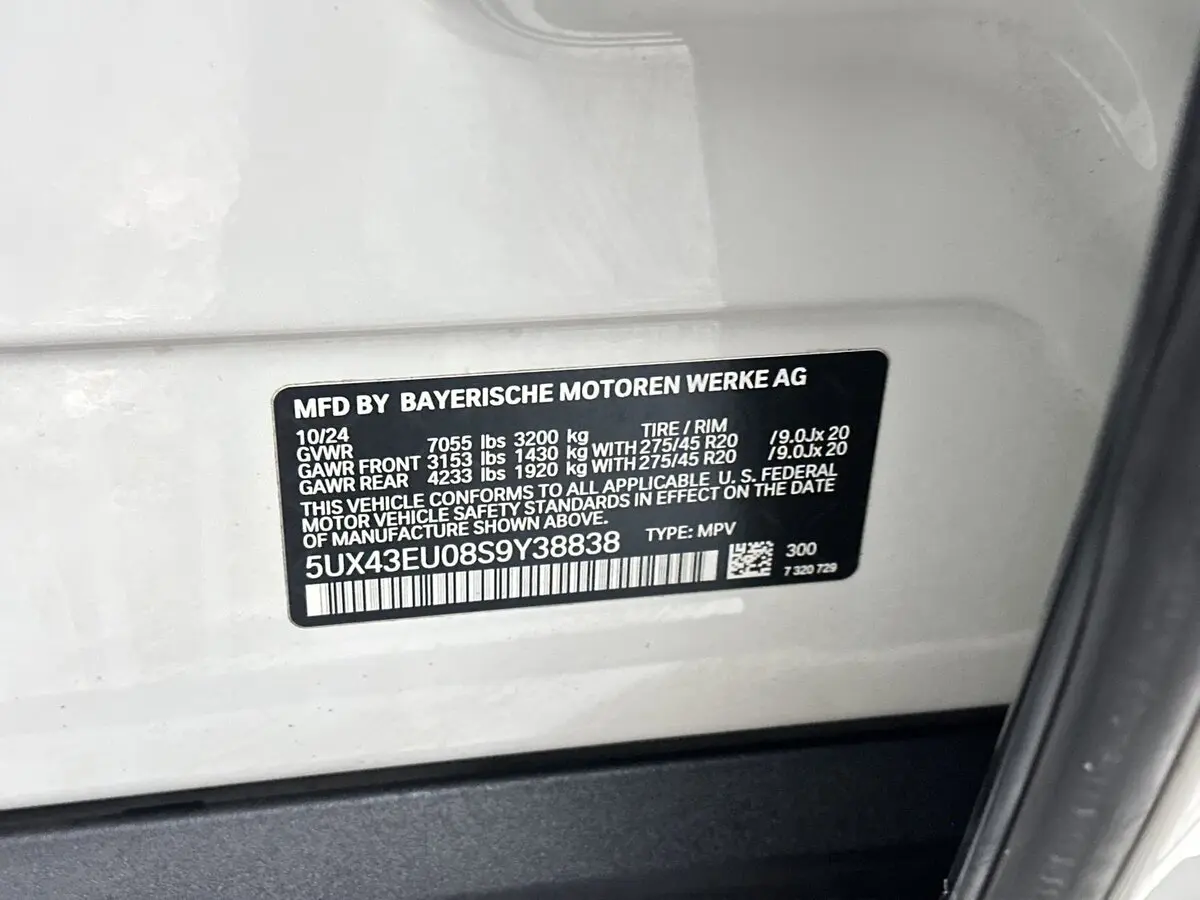 MFD BY BAYERISCHE MOTOREN WERKE AG
10/24 TIRE / RIM
GVWR 7055 lbs 3200 kg
GAWR FRONT 3153 lbs 1430 kg WITH 275/45 R20 /9.0Jx 20
GAWR REAR 4233 lbs 1920 kg WITH 275/45 R20 /9.0Jx 20
THIS VEHICLE CONFORMS TO ALL APPLICABLE U. S. FEDERAL
MOTOR VEHICLE SAFETY STANDARDS IN EFFECT ON THE DATE
OF MANUFACTURE SHOWN ABOVE.
TYPE: MPV
5UX43EU08S9Y38838
300
7 320 729